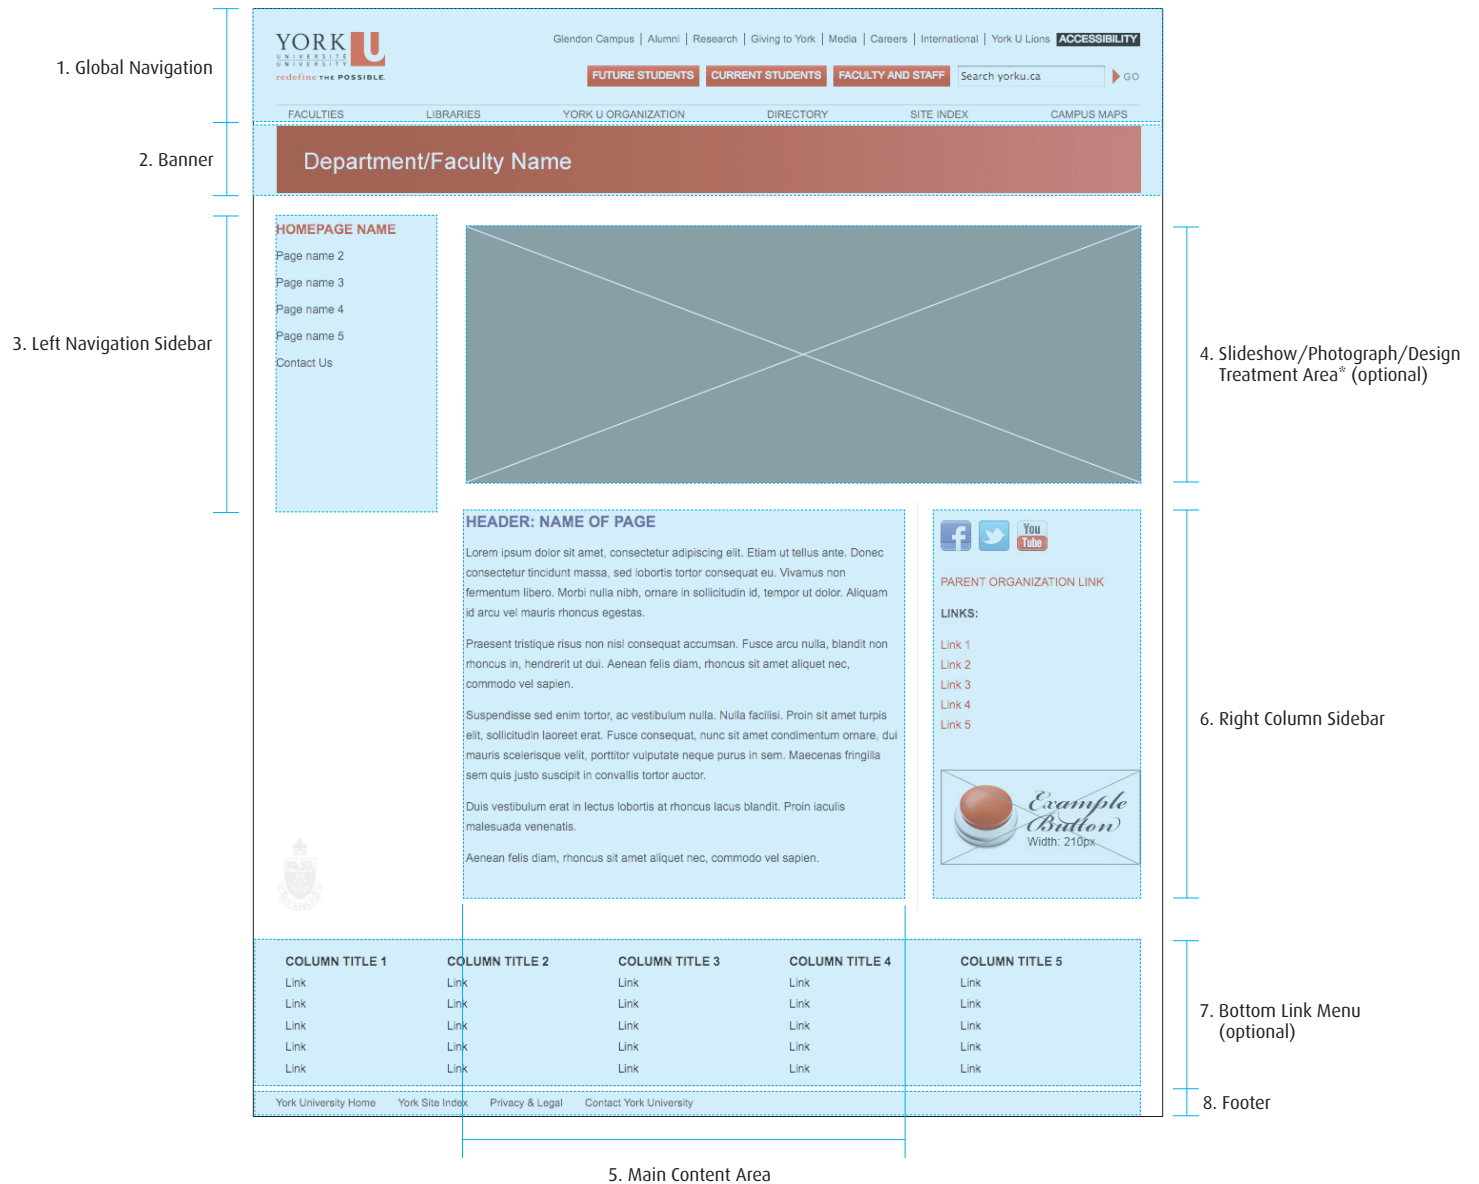 1. Global Navigation
YORK U
UNIVERSITÉ
UNIVERSITY
redefine THE POSSIBLE.
Glendon Campus | Alumni | Research | Giving to York | Media | Careers | International | York U Lions ACCESSIBILITY
FUTURE STUDENTS CURRENT STUDENTS FACULTY AND STAFF Search yorku.ca GO
FACULTIES LIBRARIES YORK U ORGANIZATION DIRECTORY SITE INDEX CAMPUS MAPS
2. Banner
Department/Faculty Name
3. Left Navigation Sidebar
HOMEPAGE NAME
Page name 2
Page name 3
Page name 4
Page name 5
Contact Us
4. Slideshow/Photograph/Design
Treatment Area* (optional)
HEADER: NAME OF PAGE
Lorem ipsum dolor sit amet, consectetur adipiscing elit. Etiam ut tellus ante. Donec
consectetur tincidunt massa, sed lobortis tortor consequat eu. Vivamus non
fermentum libero. Morbi nulla nibh, ornare in sollicitudin id, tempor ut dolor. Aliquam
id arcu vel mauris rhoncus egestas.
Praesent tristique risus non nisl consequat accumsan. Fusce arcu nulla, blandit non
rhoncus in, hendrerit ut dui. Aenean felis diam, rhoncus sit amet aliquet nec,
commodo vel sapien.
Suspendisse sed enim tortor, ac vestibulum nulla. Nulla facilisi. Proin sit amet turpis
elit, sollicitudin laoreet erat. Fusce consequat, nunc sit amet condimentum ornare, dui
mauris scelerisque velit, porttitor vulputate neque purus in sem. Maecenas fringilla
sem quis justo suscipit in convallis tortor auctor.
Duis vestibulum erat in lectus lobortis at rhoncus lacus blandit. Proin iaculis
malesuada venenatis.
Aenean felis diam, rhoncus sit amet aliquet nec, commodo vel sapien.
f
You
Tube
PARENT ORGANIZATION LINK
LINKS:
Link 1
Link 2
Link 3
Link 4
Link 5
Example
Button
Width: 210px
6. Right Column Sidebar
COLUMN TITLE 1 COLUMN TITLE 2 COLUMN TITLE 3 COLUMN TITLE 4 COLUMN TITLE 5
Link Link Link Link Link
Link Link Link Link Link
Link Link Link Link Link
Link Link Link Link Link
Link Link Link Link Link
7. Bottom Link Menu
(optional)
York University Home York Site Index Privacy & Legal Contact York University
8. Footer
5. Main Content Area